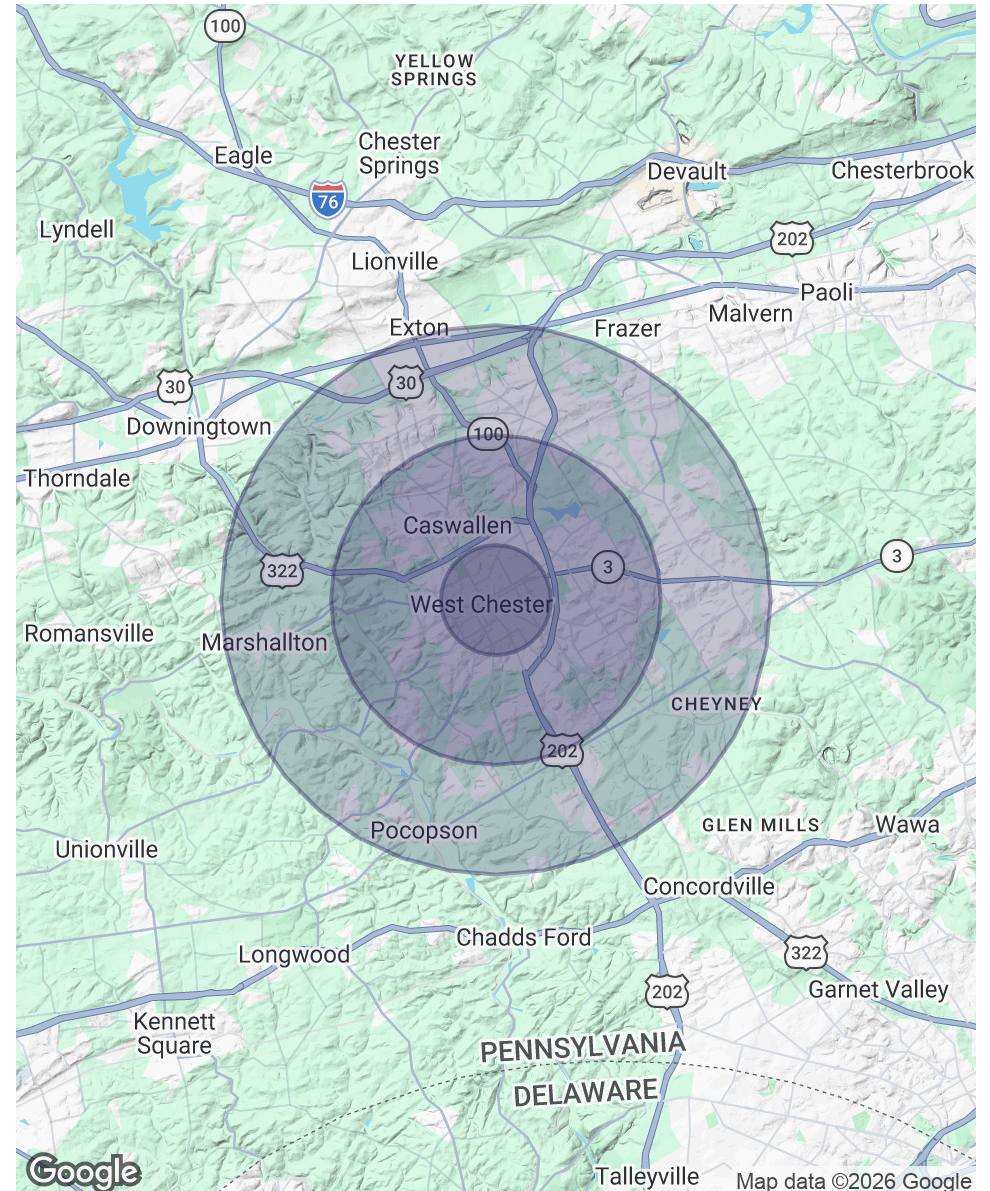 100
YELLOW
SPRINGS
Chester
Springs
Eagle
Devault
Chesterbrook
76
Lyndell
202
Lionville
Paoli
Malvern
Exton
Frazer
30
30
Downingtown
100
Thorndale
Caswallen
3
322
3
West Chester
Romansville
Marshallton
CHEYNEY
202
Pocopson
GLEN MILLS
Wawa
Unionville
Concordville
Chadds Ford
Longwood
322
202
Garnet Valley
Kennett
Square
PENNSYLVANIA
DELAWARE
Google
Talleyville
Map data ©2026 Google